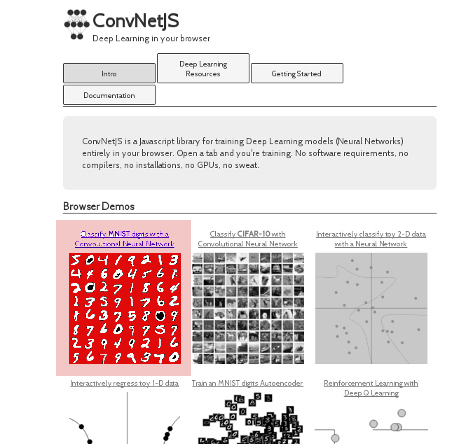 ConvNetJS
Deep Learning in your browser
Intro
Deep Learning
Resources
Getting Started
Documentation
ConvNetJS is a Javascript library for training Deep Learning models (Neural Networks)
entirely in your browser. Open a tab and you're training. No software requirements, no
compilers, no installations, no GPUs, no sweat.
Browser Demos
Classify MNIST digits with a
Convolutional Neural Network
Classify CIFAR-10 with
Convolutional Neural Network
Interactively classify toy 2-D data
with a Neural Network
Interactively regress toy 1-D data
Train an MNIST digits Autoencoder
Reinforcement Learning with
Deep Q Learning